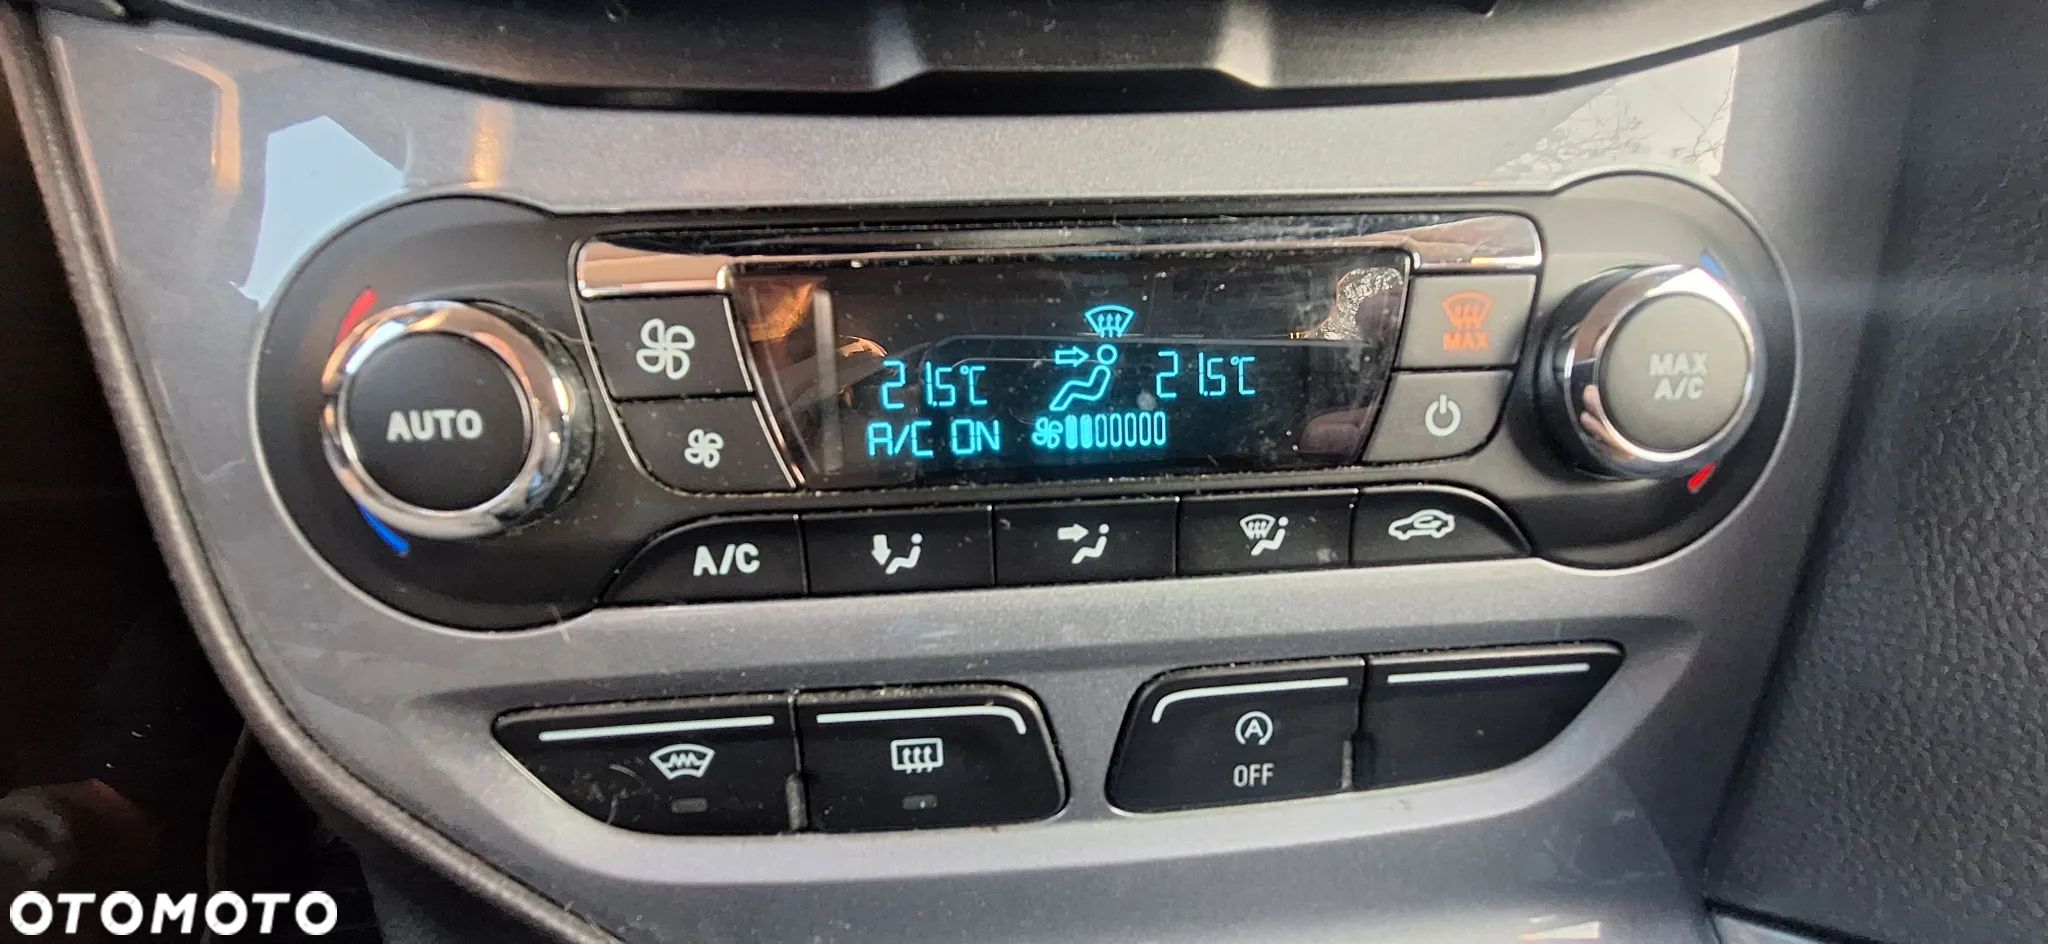 MAX
21.5°C
21.5°C
MAX
A/C
AUTO
A/C ON
A/C
A
OFF
OTOMOTO